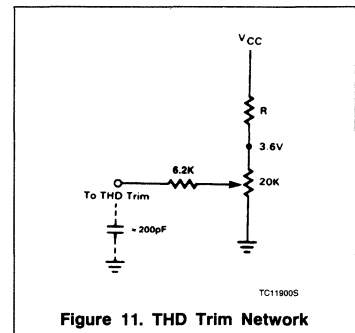 VCC
R
3.6V
6.2K
20K
To THD Trim
≈200pF
TC11900S
Figure 11. THD Trim Network